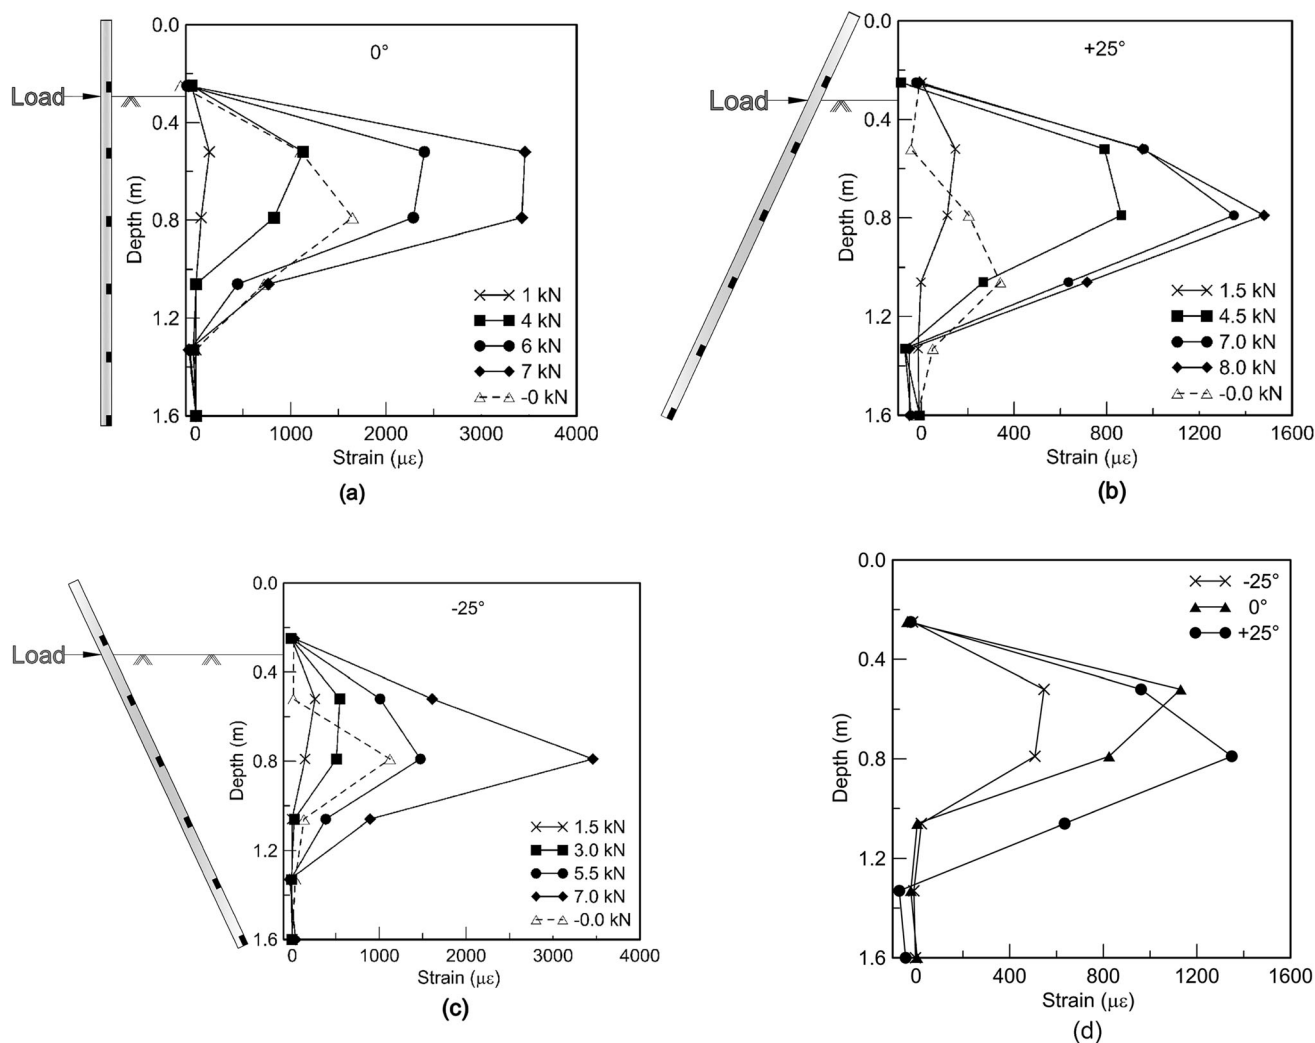 0.0
0°
Load
0.4
Depth (m)
0.8
1.2
1.6
1 kN
4 kN
6 kN
7 kN
-0 kN
0 1000 2000 3000 4000
Strain (με)
(a)
0.0
+25°
Load
0.4
Depth (m)
0.8
1.2
1.6
1.5 kN
4.5 kN
7.0 kN
8.0 kN
-0.0 kN
0 400 800 1200 1600
Strain (με)
(b)
0.0
-25°
Load
0.4
Depth (m)
0.8
1.2
1.6
1.5 kN
3.0 kN
5.5 kN
7.0 kN
-0.0 kN
0 1000 2000 3000 4000
Strain (με)
(c)
0.0
-25°
0°
+25°
0.4
Depth (m)
0.8
1.2
1.6
0 400 800 1200 1600
Strain (με)
(d)